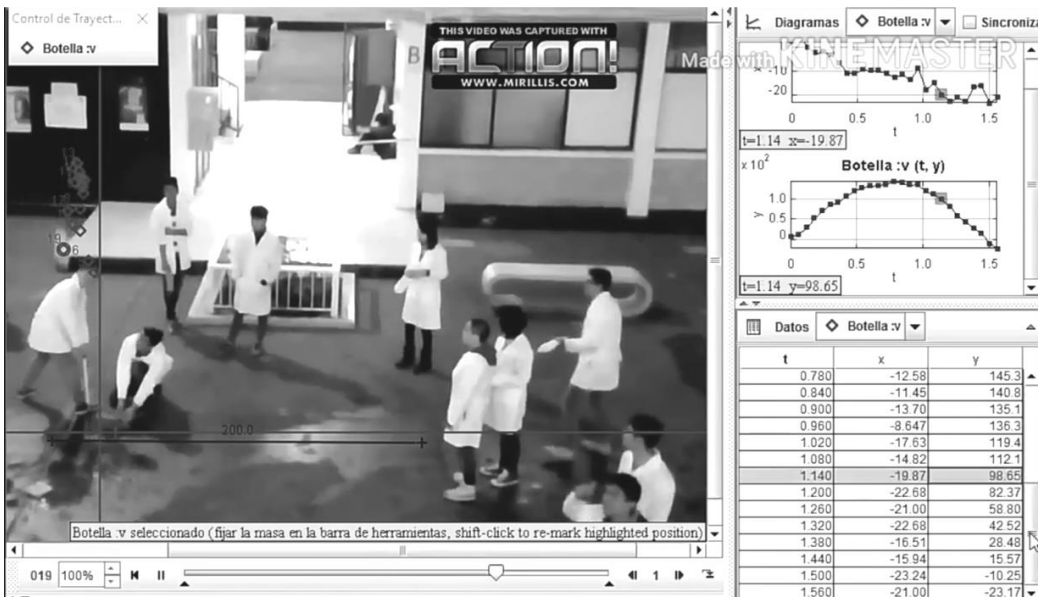 Control de Trayect...
Botella :v
THIS VIDEO WAS CAPTURED WITH
ACTION!
WWW.MIRILLIS.COM
B
19
6
200.0
Botella :v seleccionado (fijar la masa en la barra de herramientas, shift-click to re-mark highlighted position)
019 100% 1
Diagramas Botella :v Sincroniza
Made with KINEMASTER
-10
-20
0 0.5 1.0 1.5
t
t=1.14 x=-19.87
x 10²
Botella :v (t, y)
y
1.0
0.5
0
0 0.5 1.0 1.5
t
t=1.14 y=98.65
Datos Botella :v
t x y
0.780 -12.58 145.3
0.840 -11.45 140.8
0.900 -13.70 135.1
0.960 -8.647 136.3
1.020 -17.63 119.4
1.080 -14.82 112.1
1.140 -19.87 98.65
1.200 -22.68 82.37
1.260 -21.00 58.80
1.320 -22.68 42.52
1.380 -16.51 28.48
1.440 -15.94 15.57
1.500 -23.24 -10.25
1.560 -21.00 -23.17